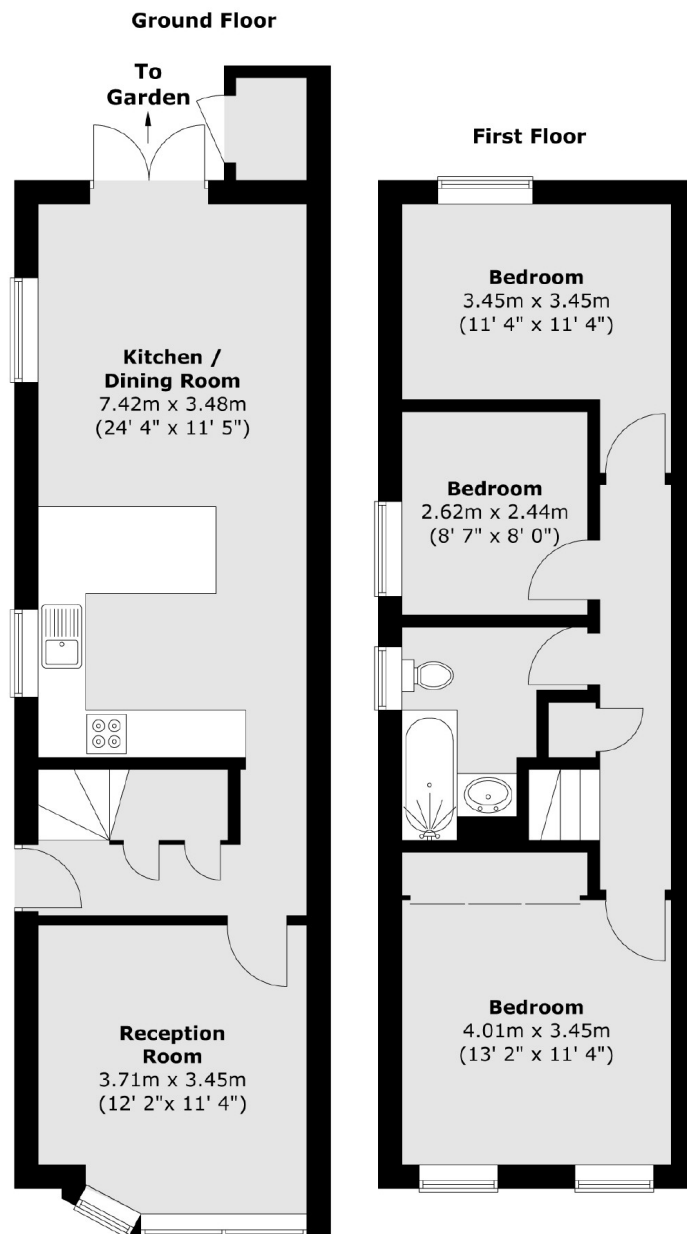 Ground Floor
To
Garden
Kitchen /
Dining Room
7.42m x 3.48m
(24' 4" x 11' 5")
Reception
Room
3.71m x 3.45m
(12' 2"x 11' 4")
First Floor
Bedroom
3.45m x 3.45m
(11' 4" x 11' 4")
Bedroom
2.62m x 2.44m
(8' 7" x 8' 0")
Bedroom
4.01m x 3.45m
(13' 2" x 11' 4")